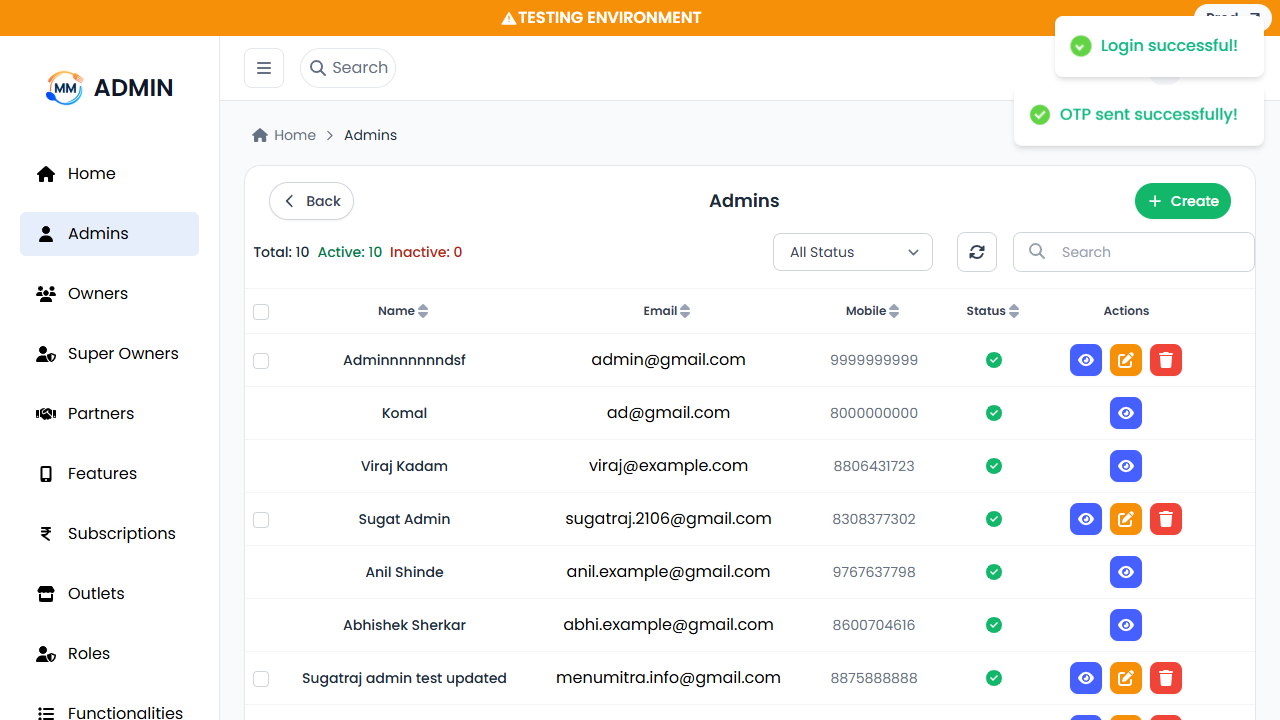 TESTING ENVIRONMENT
Login successful!
OTP sent successfully!
MM ADMIN
Search
Home
Admins
Owners
Super Owners
Partners
Features
Subscriptions
Outlets
Roles
Functionalities
Home > Admins
Back
Admins
+ Create
Total: 10 Active: 10 Inactive: 0
All Status
Search
Name Email Mobile Status Actions
Adminnnnnnndsf admin@gmail.com 9999999999
Komal ad@gmail.com 8000000000
Viraj Kadam viraj@example.com 8806431723
Sugat Admin sugatraj.2106@gmail.com 8308377302
Anil Shinde anil.example@gmail.com 9767637798
Abhishek Sherkar abhi.example@gmail.com 8600704616
Sugatraj admin test updated menumitra.info@gmail.com 8875888888